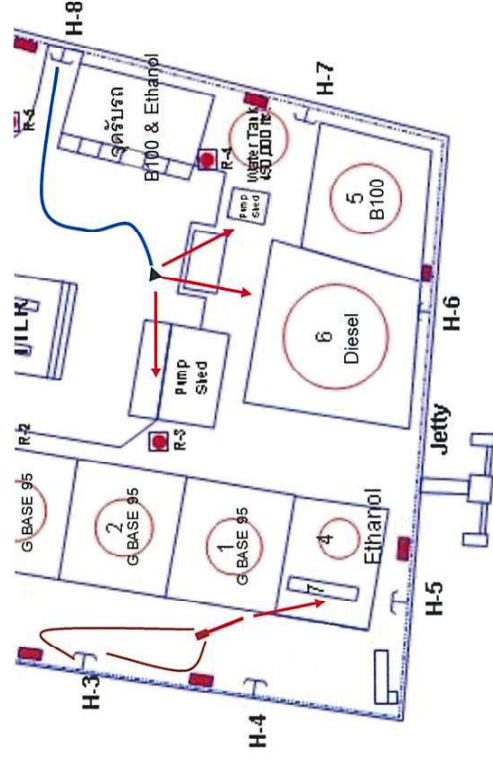 H-8
R-5
จุดรับรถ
B100 & Ethanol
H-7
R-4
Water Tank
Pump
Shed
5
B100
6
Diesel
H-6
Pump
Shed
R-3
R-2
G.BASE 95
2
G.BASE 95
1
G.BASE 95
4
Ethanol
7
Jetty
H-5
H-3
H-4